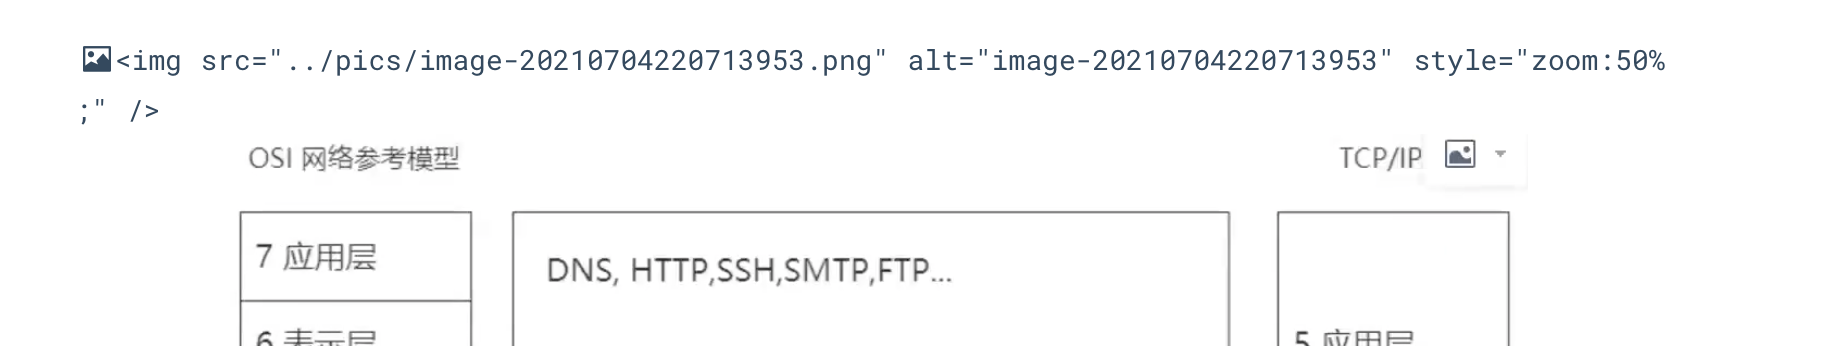 <img src="../pics/image-20210704220713953.png" alt="image-20210704220713953" style="zoom:50%
;" />
OSI 网络参考模型
TCP/IP
7 应用层
DNS, HTTP,SSH,SMTP,FTP...
6 表示层
5 应用层